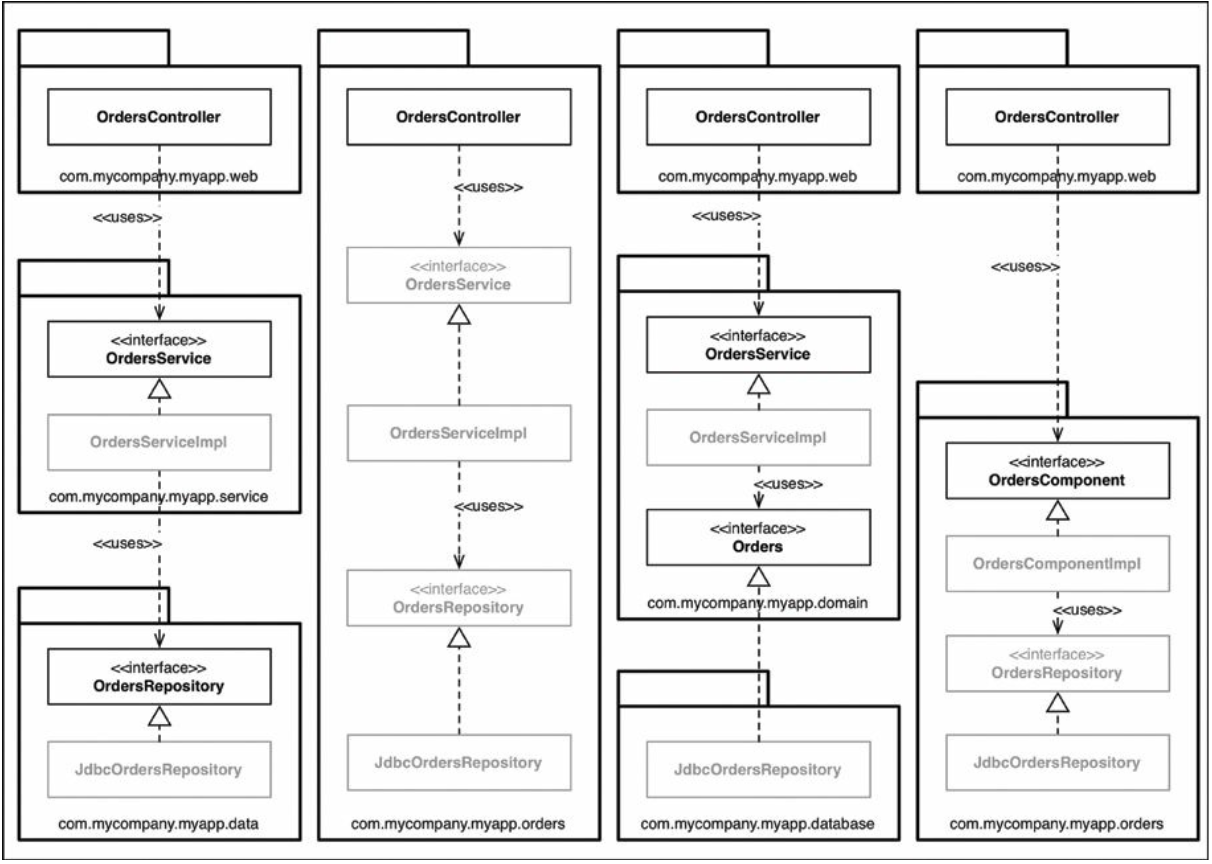 OrdersController
com.mycompany.myapp.web
<<uses>>
<<interface>>
OrdersService
OrdersServiceImpl
com.mycompany.myapp.service
<<uses>>
<<interface>>
OrdersRepository
JdbcOrdersRepository
com.mycompany.myapp.data
OrdersController
<<uses>>
<<interface>>
OrdersService
OrdersServiceImpl
<<uses>>
<<interface>>
OrdersRepository
JdbcOrdersRepository
com.mycompany.myapp.orders
OrdersController
com.mycompany.myapp.web
<<uses>>
<<interface>>
OrdersService
OrdersServiceImpl
<<uses>>
<<interface>>
Orders
com.mycompany.myapp.domain
JdbcOrdersRepository
com.mycompany.myapp.database
OrdersController
com.mycompany.myapp.web
<<uses>>
<<interface>>
OrdersComponent
OrdersComponentImpl
<<uses>>
<<interface>>
OrdersRepository
JdbcOrdersRepository
com.mycompany.myapp.orders